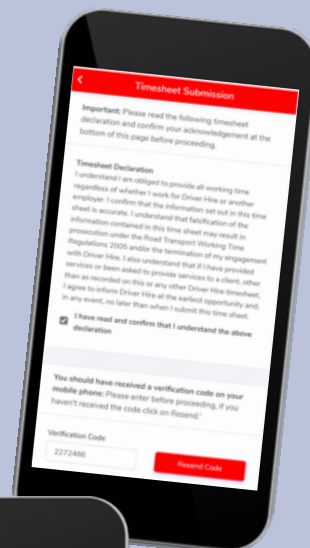 Timesheet Submission
Important: Please read the following timesheet
declaration and confirm your acknowledgement at the
bottom of this page before proceeding.
Timesheet Declaration
I understand I am obliged to provide all working time
regardless of whether I work for Driver Hire or another
employer. I confirm that the information set out in this time
sheet is accurate. I understand that falsification of the
information contained in this time sheet may result in
prosecution under the Road Transport Working Time
Regulations 2005 and/or the termination of my engagement
with Driver Hire. I also understand that if I have provided
services or been asked to provide services to a client, other
than as recorded on this or any other Driver Hire timesheet,
I agree to inform Driver Hire at the earliest opportunity and,
in any event, no later than when I submit this time sheet.
I have read and confirm that I understand the above
declaration
You should have received a verification code on your
mobile phone: Please enter before proceeding, if you
haven't received the code click on Resend."
Verification Code
2272486
Resend Code